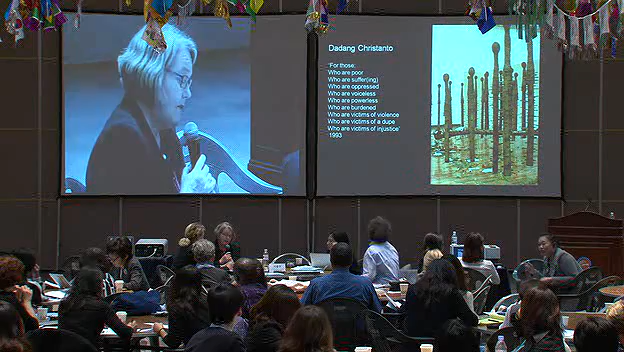 Dadang Christanto
'For those:
Who are poor
Who are suffer(ing)
Who are oppressed
Who are voiceless
Who are powerless
Who are burdened
Who are victims of violence
Who are victims of a dupe
Who are victims of injustice'
1993